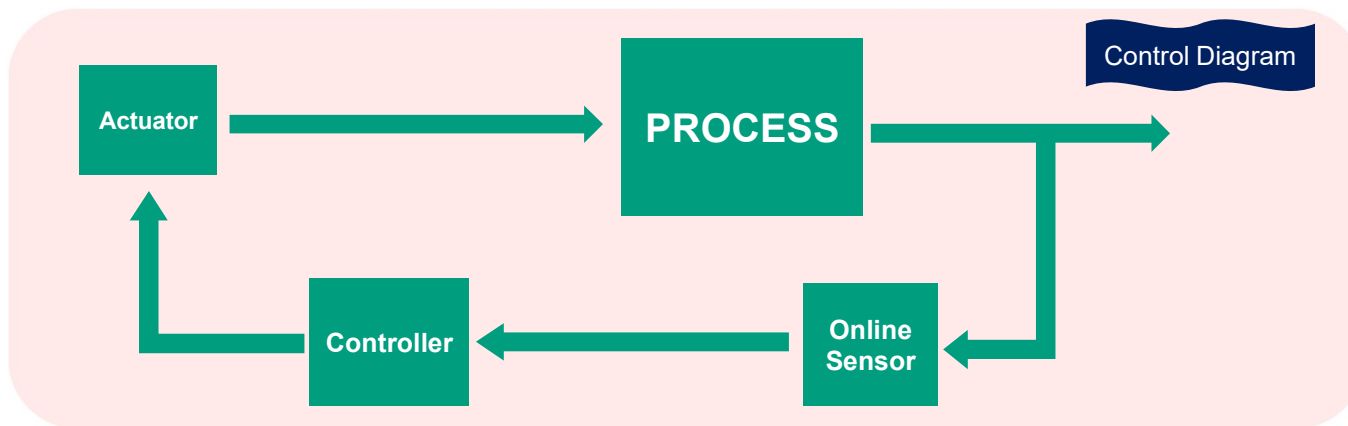 Control Diagram
Actuator
PROCESS
Controller
Online
Sensor